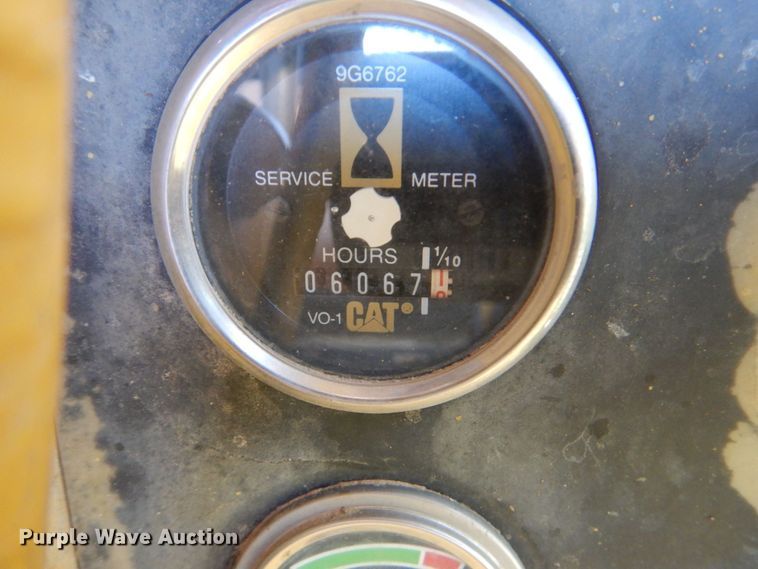 9G6762
SERVICE METER
HOURS 1/10
06067
VO-1 CAT®
Purple Wave Auction